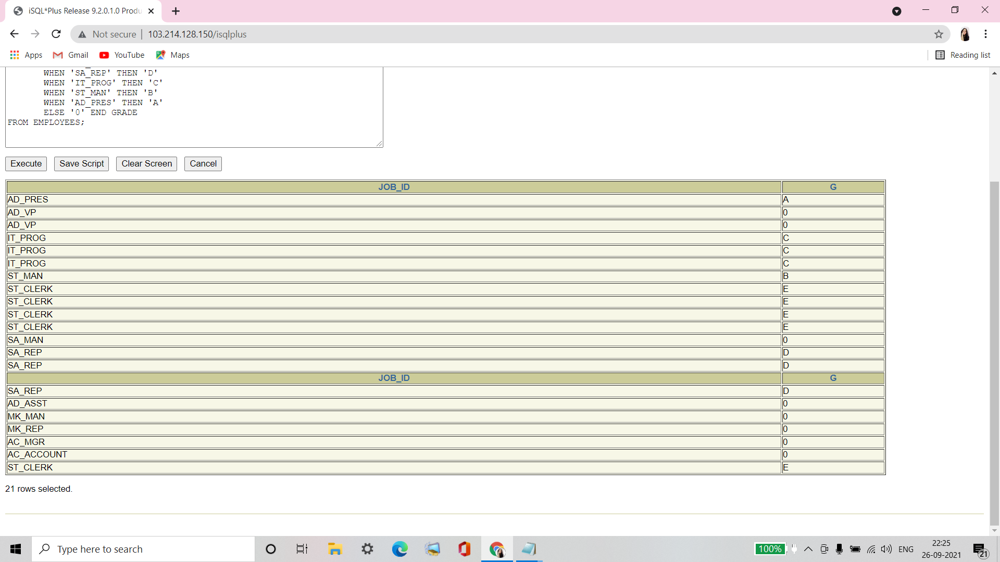 iSQL*Plus Release 9.2.0.1.0 Produ
Not secure | 103.214.128.150/isqlplus
Apps Gmail YouTube Maps Reading list
WHEN 'SA_REP' THEN 'D'
WHEN 'IT_PROG' THEN 'C'
WHEN 'ST_MAN' THEN 'B'
WHEN 'AD_PRES' THEN 'A'
ELSE '0' END GRADE
FROM EMPLOYEES;
Execute Save Script Clear Screen Cancel
JOB_ID G
AD_PRES A
AD_VP 0
AD_VP 0
IT_PROG C
IT_PROG C
IT_PROG C
ST_MAN B
ST_CLERK E
ST_CLERK E
ST_CLERK E
ST_CLERK E
SA_MAN 0
SA_REP D
SA_REP D
JOB_ID G
SA_REP D
AD_ASST 0
MK_MAN 0
MK_REP 0
AC_MGR 0
AC_ACCOUNT 0
ST_CLERK E
21 rows selected.
Type here to search
100%
ENG
22:25
26-09-2021
21